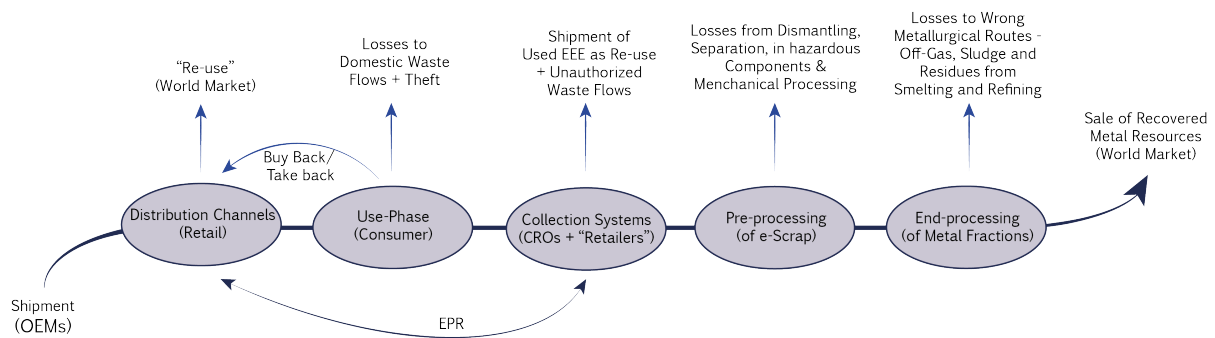 “Re-use”
(World Market)
Losses to
Domestic Waste
Flows + Theft
Shipment of
Used EEE as Re-use
+ Unauthorized
Waste Flows
Losses from Dismantling,
Separation, in hazardous
Components &
Menchanical Processing
Losses to Wrong
Metallurgical Routes -
Off-Gas, Sludge and
Residues from
Smelting and Refining
Sale of Recovered
Metal Resources
(World Market)
Buy Back/
Take back
Distribution Channels
(Retail)
Use-Phase
(Consumer)
Collection Systems
(CROs + “Retailers”)
Pre-processing
(of e-Scrap)
End-processing
(of Metal Fractions)
Shipment
(OEMs)
EPR